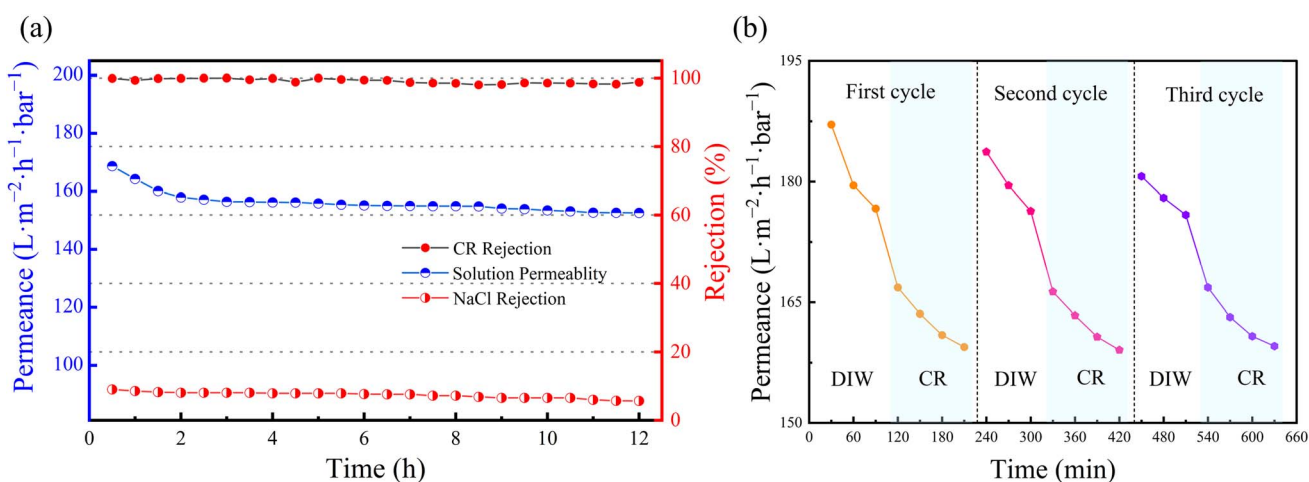 (a)
Permeance (L·m⁻²·h⁻¹·bar⁻¹)
200
180
160
140
120
100
CR Rejection
Solution Permeablity
NaCl Rejection
100
80
60
40
20
0
Rejection (%)
0 2 4 6 8 10 12
Time (h)
(b)
Permeance (L·m⁻²·h⁻¹·bar⁻¹)
195
180
165
150
First cycle Second cycle Third cycle
DIW CR DIW CR DIW CR
0 60 120 180 240 300 360 420 480 540 600 660
Time (min)